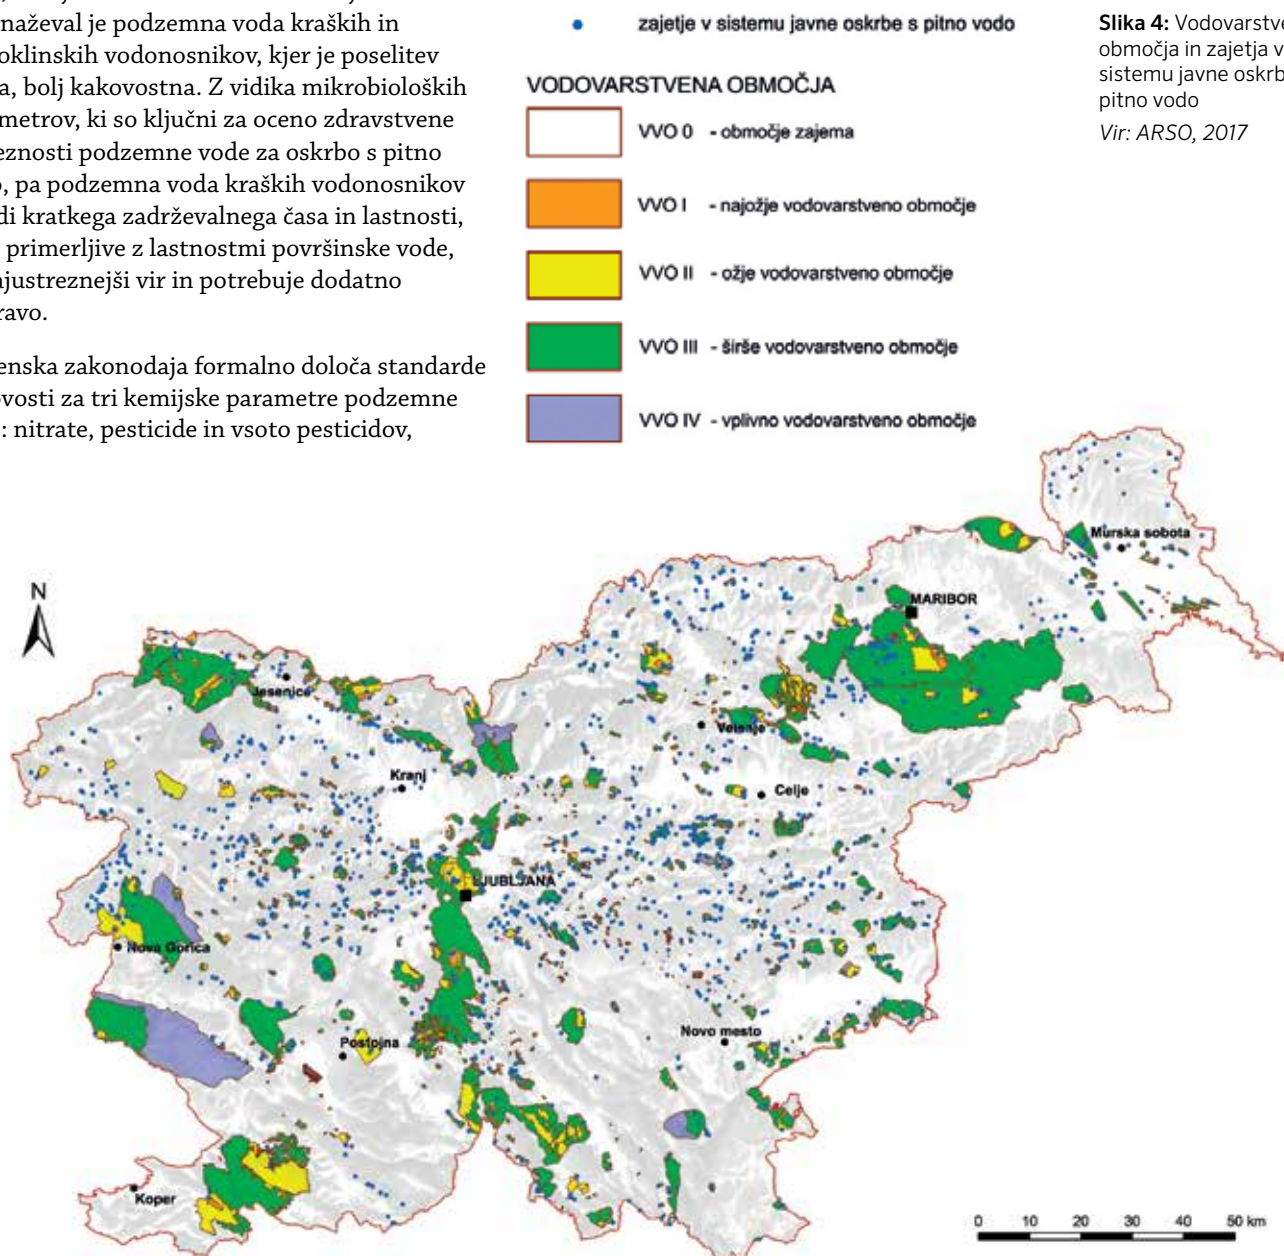 onaževal je podzemna voda kraških in
oklinskih vodonosnikov, kjer je poselitev
a, bolj kakovostna. Z vidika mikrobioloških
metrov, ki so ključni za oceno zdravstvene
eznosti podzemne vode za oskrbo s pitno
o, pa podzemna voda kraških vodonosnikov
di kratkega zadrževalnega časa in lastnosti,
primerljive z lastnostmi površinske vode,
ajustreznejši vir in potrebuje dodatno
ravo.
enska zakonodaja formalno določa standarde
ovosti za tri kemijske parametre podzemne
e: nitrate, pesticide in vsoto pesticidov,
zajetje v sistemu javne oskrbe s pitno vodo
VODOVARSTVENA OBMOČJA
VVO 0 - območje zajema
VVO I - najožje vodovarstveno območje
VVO II - ožje vodovarstveno območje
VVO III - širše vodovarstveno območje
VVO IV - vplivno vodovarstveno območje
Slika 4: Vodovarstve
območja in zajetja v
sistemu javne oskrb
pitno vodo
Vir: ARSO, 2017
N
Murska sobota
MARIBOR
Jesenice
Velenje
Kranj
Celje
LJUBLJANA
Nova Gorica
Novo mesto
Postojna
Koper
0 10 20 30 40 50 km